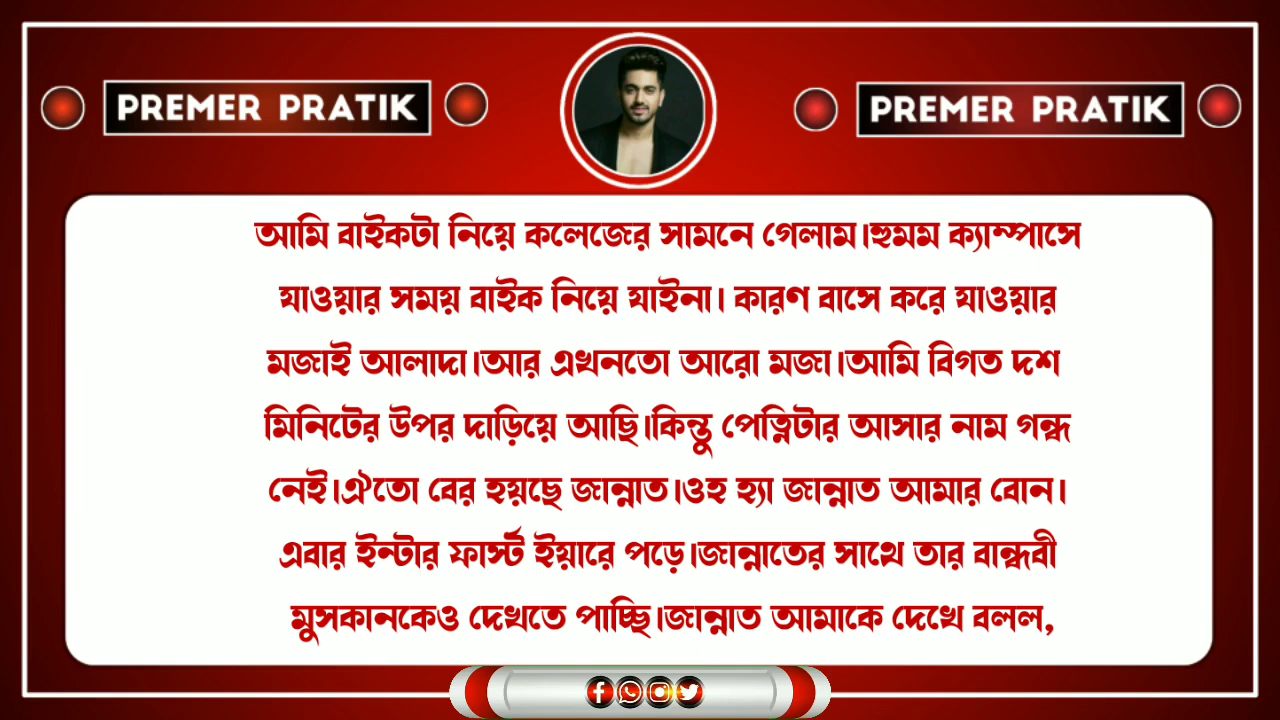 PREMER PRATIK
PREMER PRATIK
আমি বাইকটা নিয়ে কলেজের সামনে গেলাম।হুমম ক্যাম্পাসে
যাওয়ার সময় বাইক নিয়ে যাইনা। কারণ বাসে করে যাওয়ার
মজাই আলাদা।আর এখনতো আরো মজা।আমি বিগত দশ
মিনিটের উপর দাড়িয়ে আছি।কিন্তু পেত্নিটার আসার নাম গন্ধ
নেই।ঐতো বের হয়ছে জান্নাত।ওহ হ্যা জান্নাত আমার বোন।
এবার ইন্টার ফার্স্ট ইয়ারে পড়ে।জান্নাতের সাথে তার বান্ধবী
মুসকানকেও দেখতে পাচ্ছি।জান্নাত আমাকে দেখে বলল,